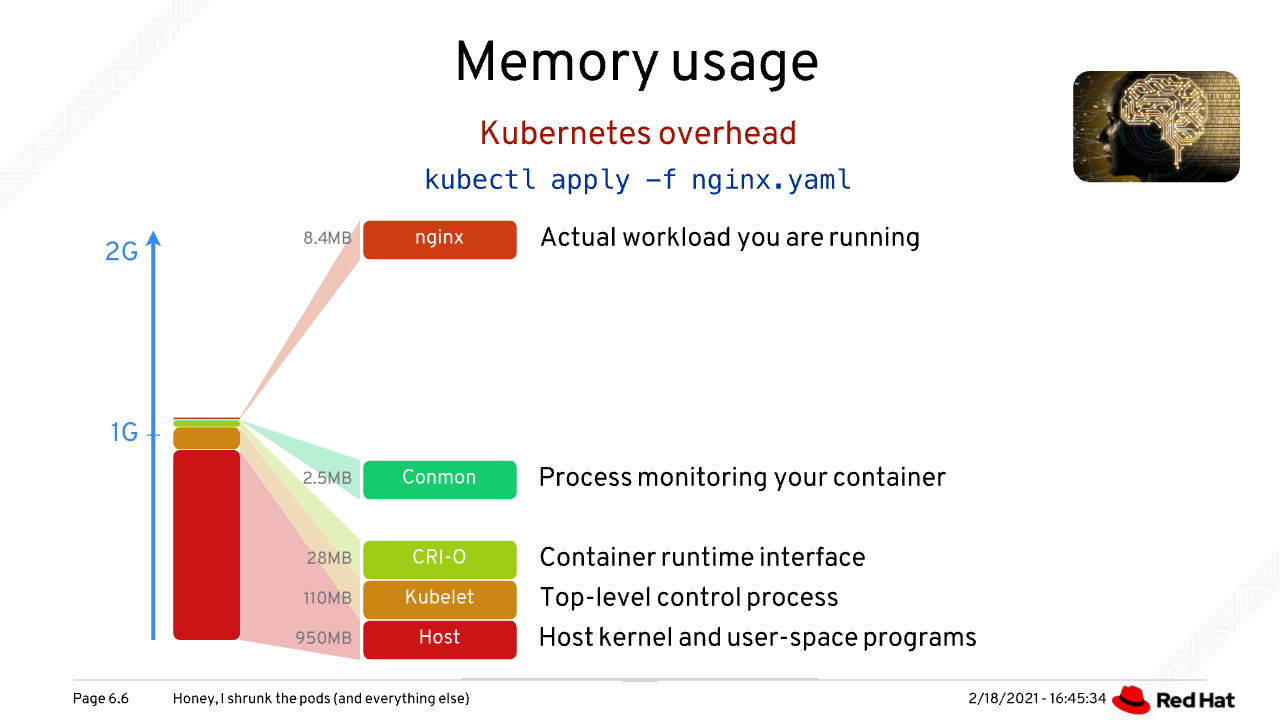 Memory usage
Kubernetes overhead
kubectl apply -f nginx.yaml
2G
8.4MB nginx Actual workload you are running
1G
2.5MB Conmon Process monitoring your container
28MB CRI-O Container runtime interface
110MB Kubelet Top-level control process
950MB Host Host kernel and user-space programs
Page 6.6 Honey, I shrunk the pods (and everything else) 2/18/2021 - 16:45:34 Red Hat